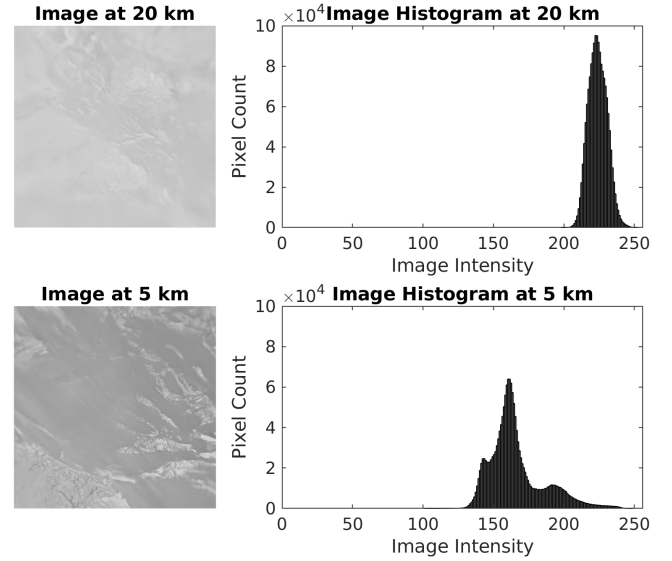 Image at 20 km
×10⁴ Image Histogram at 20 km
10
8
6
4
2
0
Pixel Count
0 50 100 150 200 250
Image Intensity
Image at 5 km
×10⁴ Image Histogram at 5 km
10
8
6
4
2
0
Pixel Count
0 50 100 150 200 250
Image Intensity